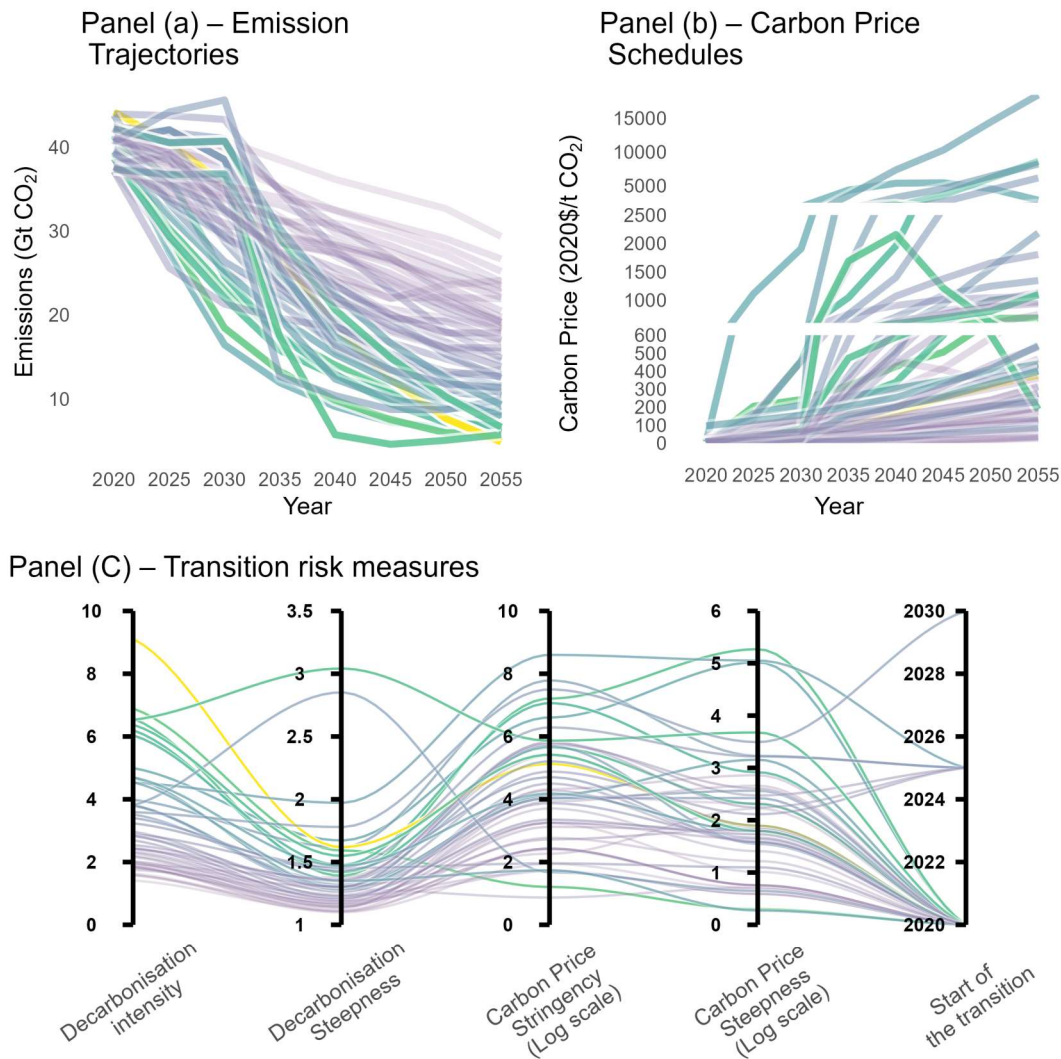 Panel (a) – Emission
Trajectories
Panel (b) – Carbon Price
Schedules
Emissions (Gt CO₂)
40
30
20
10
2020 2025 2030 2035 2040 2045 2050 2055
Year
Carbon Price (2020$/t CO₂)
15000
10000
5000
2500
2000
1500
1000
600
500
400
300
200
100
0
2020 2025 2030 2035 2040 2045 2050 2055
Year
Panel (C) – Transition risk measures
10
8
6
4
2
0
3.5
3
2.5
2
1.5
1
10
8
6
4
2
0
6
5
4
3
2
1
0
2030
2028
2026
2024
2022
2020
Decarbonisation
intensity
Decarbonisation
Steepness
Carbon Price
Stringency
(Log scale)
Carbon Price
Steepness
(Log scale)
Start of
the transition